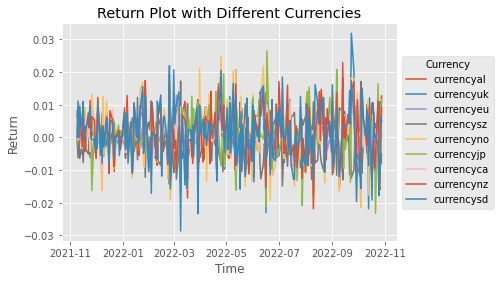 Return Plot with Different Currencies
0.03
0.02
0.01
0.00
−0.01
−0.02
−0.03
Return
2021-11
2022-01
2022-03
2022-05
2022-07
2022-09
2022-11
Time
Currency
currencyal
currencyuk
currencyeu
currencysz
currencyno
currencyjp
currencyca
currencynz
currencysd